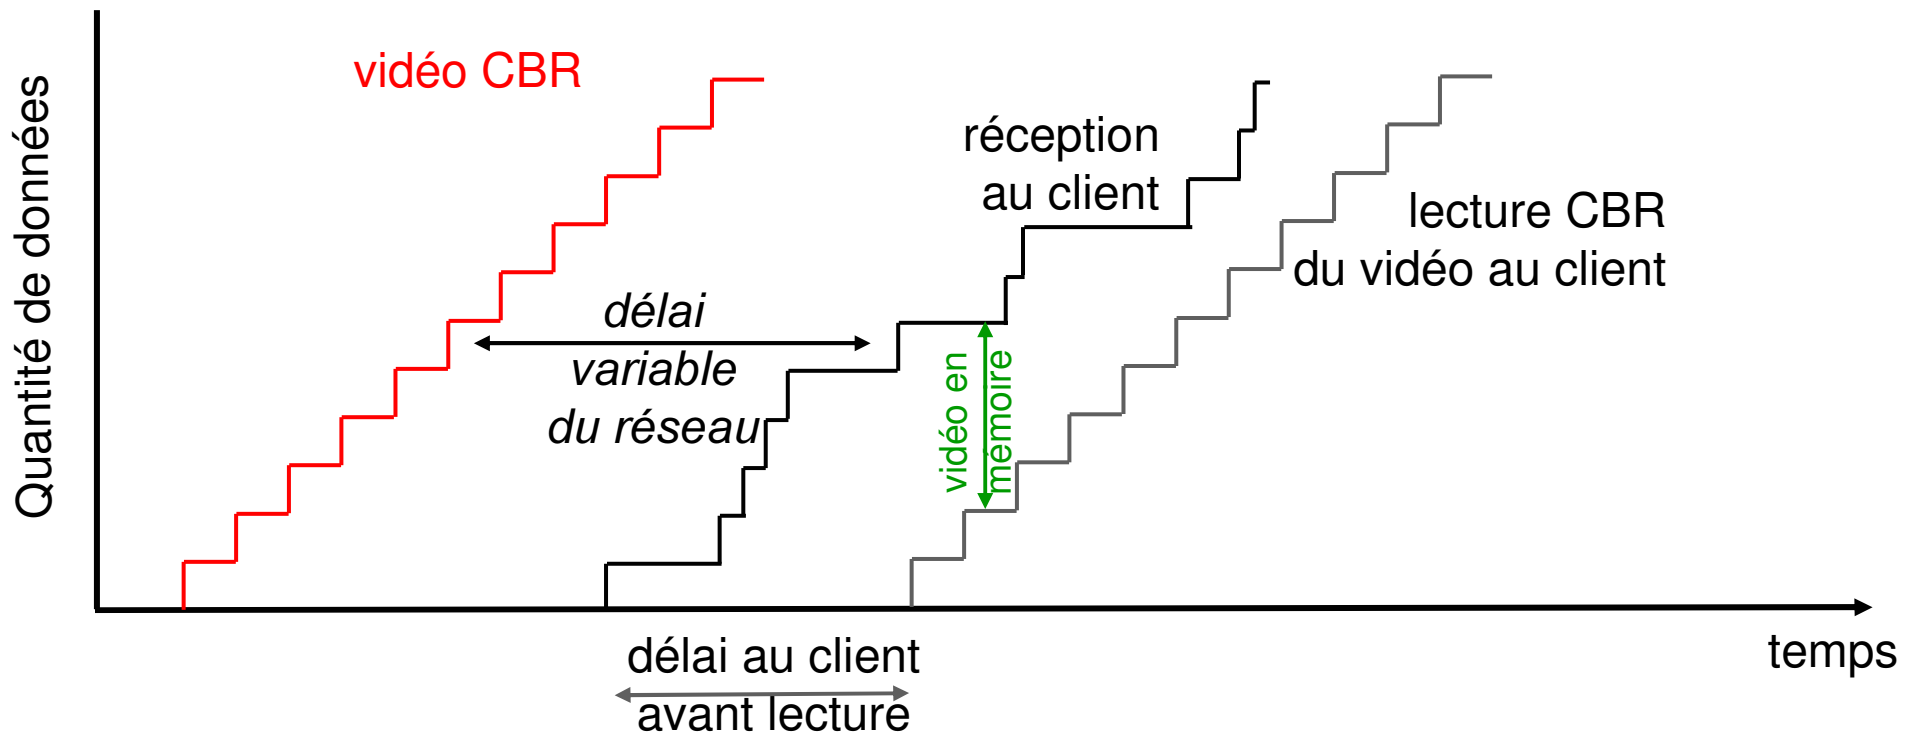 Quantité de données
vidéo CBR
réception
au client
lecture CBR
du vidéo au client
délai
variable
du réseau
vidéo en
mémoire
délai au client
avant lecture
temps